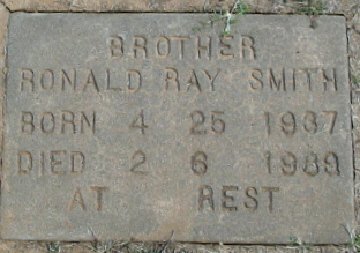 BROTHER
RONALD RAY SMITH
BORN 4 25 1937
DIED 2 6 1989
AT REST